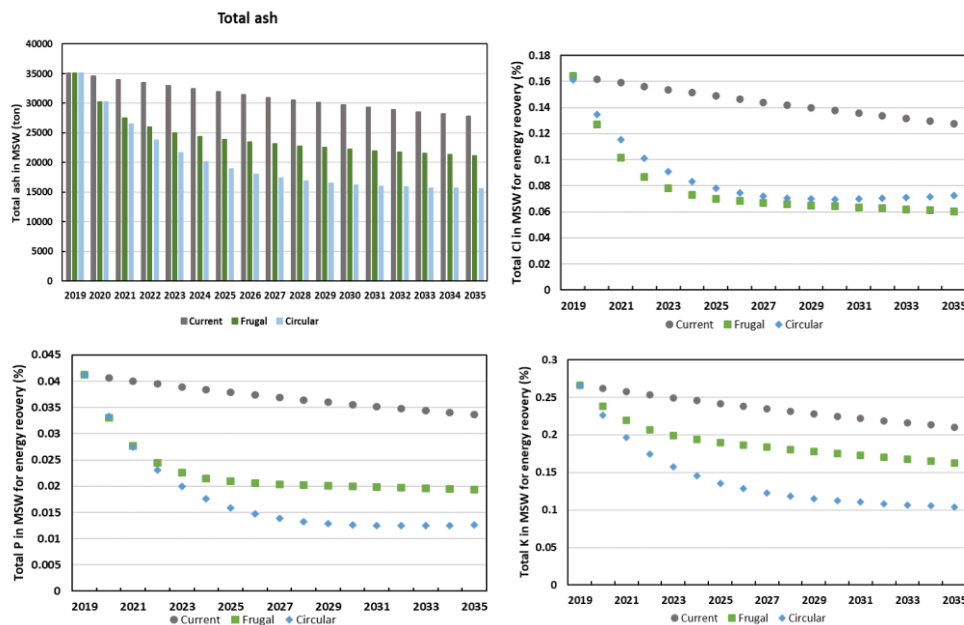 Total ash
Total ash in MSW (ton)
40000
35000
30000
25000
20000
15000
10000
5000
0
2019 2020 2021 2022 2023 2024 2025 2026 2027 2028 2029 2030 2031 2032 2033 2034 2035
Current Frugal Circular
Total Cl in MSW for energy reovery (%)
0.18
0.16
0.14
0.12
0.1
0.08
0.06
0.04
0.02
0
2019 2021 2023 2025 2027 2029 2031 2033 2035
Current Frugal Circular
Total P in MSW for energy reovery (%)
0.045
0.04
0.035
0.03
0.025
0.02
0.015
0.01
0.005
0
2019 2021 2023 2025 2027 2029 2031 2033 2035
Current Frugal Circular
Total K in MSW for energy reovery (%)
0.3
0.25
0.2
0.15
0.1
0.05
0
2019 2021 2023 2025 2027 2029 2031 2033 2035
Current Frugal Circular